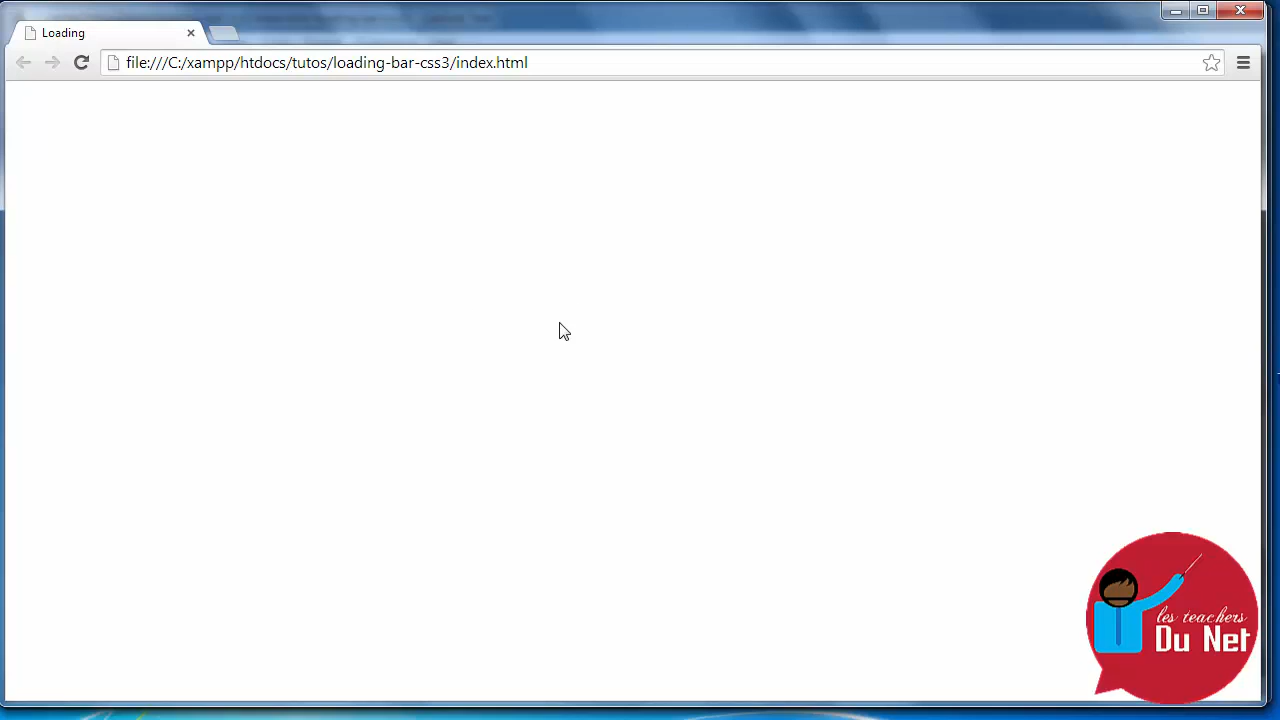 Loading
file:///C:/xampp/htdocs/tutos/loading-bar-css3/index.html
les teachers
Du Net